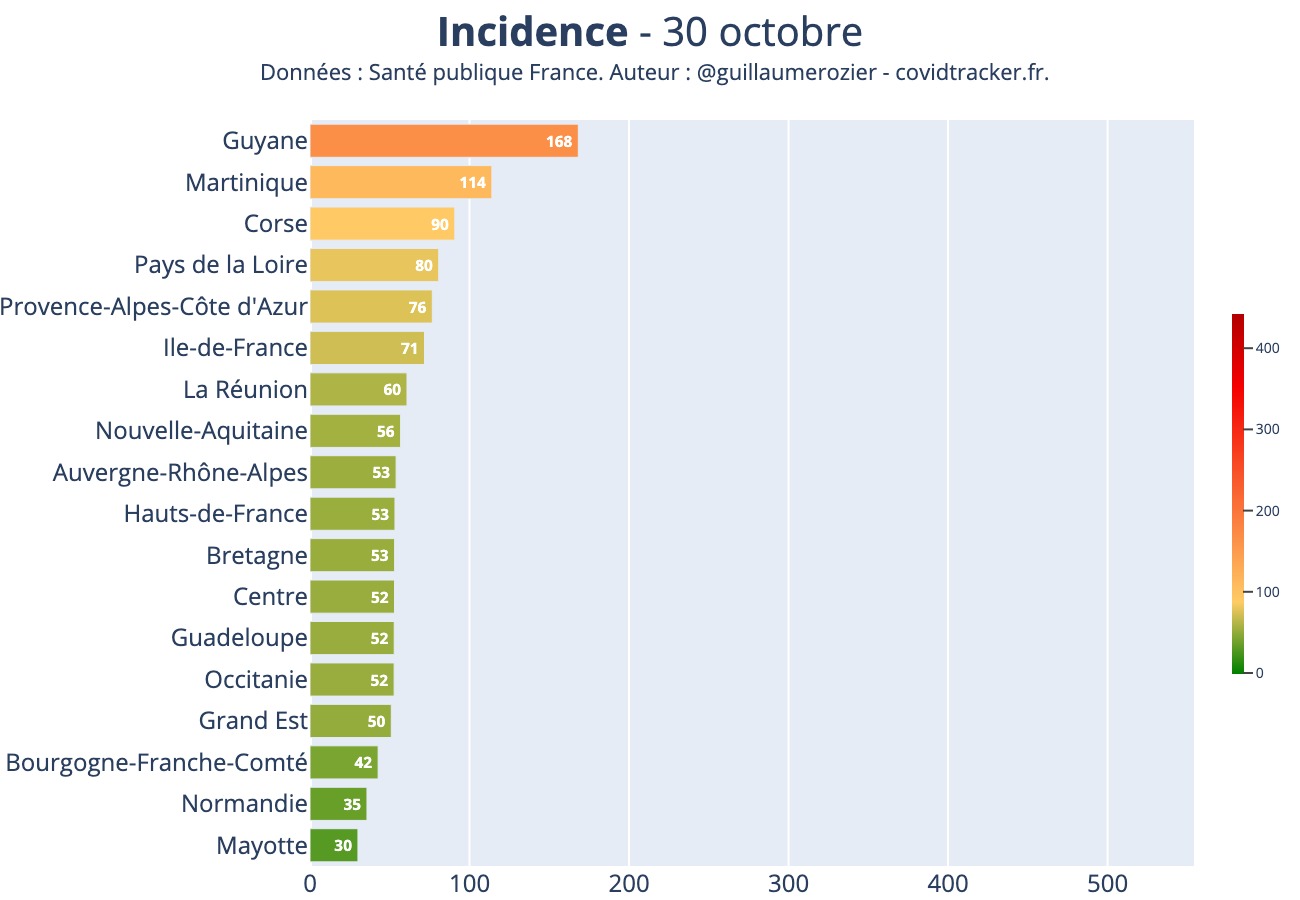 Incidence - 30 octobre
Données : Santé publique France. Auteur : @guillaumerozier - covidtracker.fr.
Guyane 168
Martinique 114
Corse 90
Pays de la Loire 80
Provence-Alpes-Côte d'Azur 76
Ile-de-France 71
La Réunion 60
Nouvelle-Aquitaine 56
Auvergne-Rhône-Alpes 53
Hauts-de-France 53
Bretagne 53
Centre 52
Guadeloupe 52
Occitanie 52
Grand Est 50
Bourgogne-Franche-Comté 42
Normandie 35
Mayotte 30
0 100 200 300 400 500
400
300
200
100
0